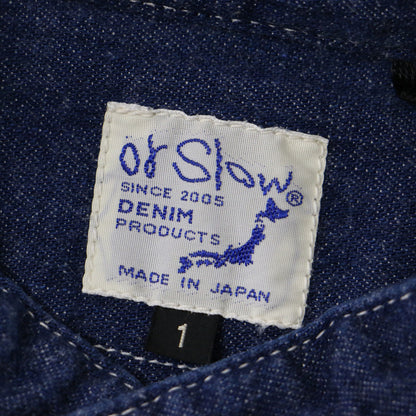 or Slow®
SINCE 2005
DENIM
PRODUCTS
MADE IN JAPAN
1